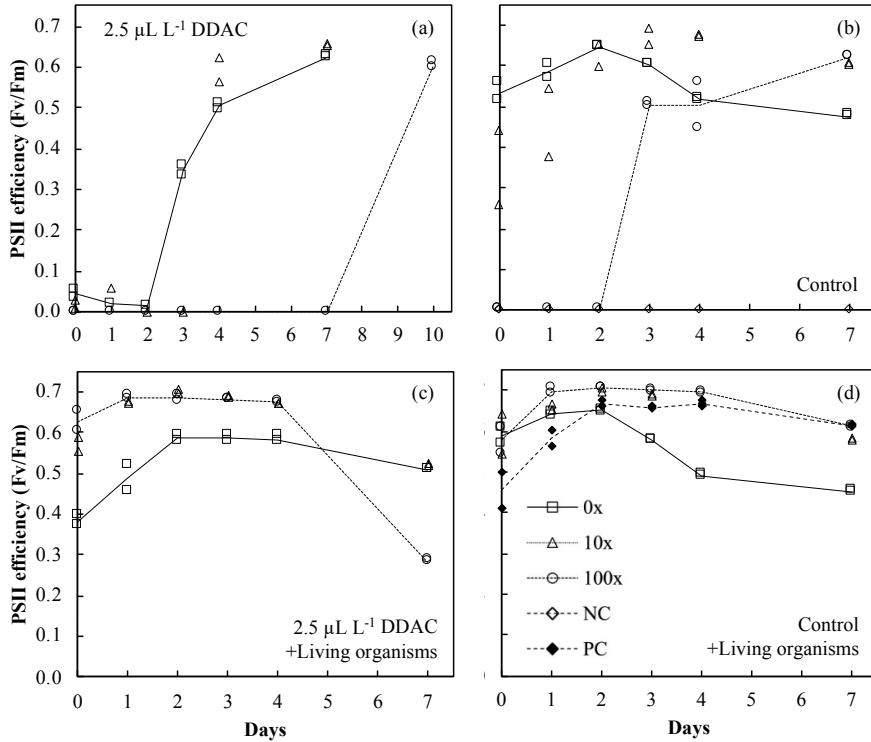 2.5 µL L-1 DDAC
(a)
(b)
PSII efficiency (Fv/Fm)
0.7
0.6
0.5
0.4
0.3
0.2
0.1
0.0
Control
0 1 2 3 4 5 6 7 8 9 10
0 1 2 3 4 5 6 7
(c)
(d)
PSII efficiency (Fv/Fm)
0.7
0.6
0.5
0.4
0.3
0.2
0.1
0.0
2.5 µL L-1 DDAC
+Living organisms
0x
10x
100x
NC
PC
Control
+Living organisms
0 1 2 3 4 5 6 7
0 1 2 3 4 5 6 7
Days
Days